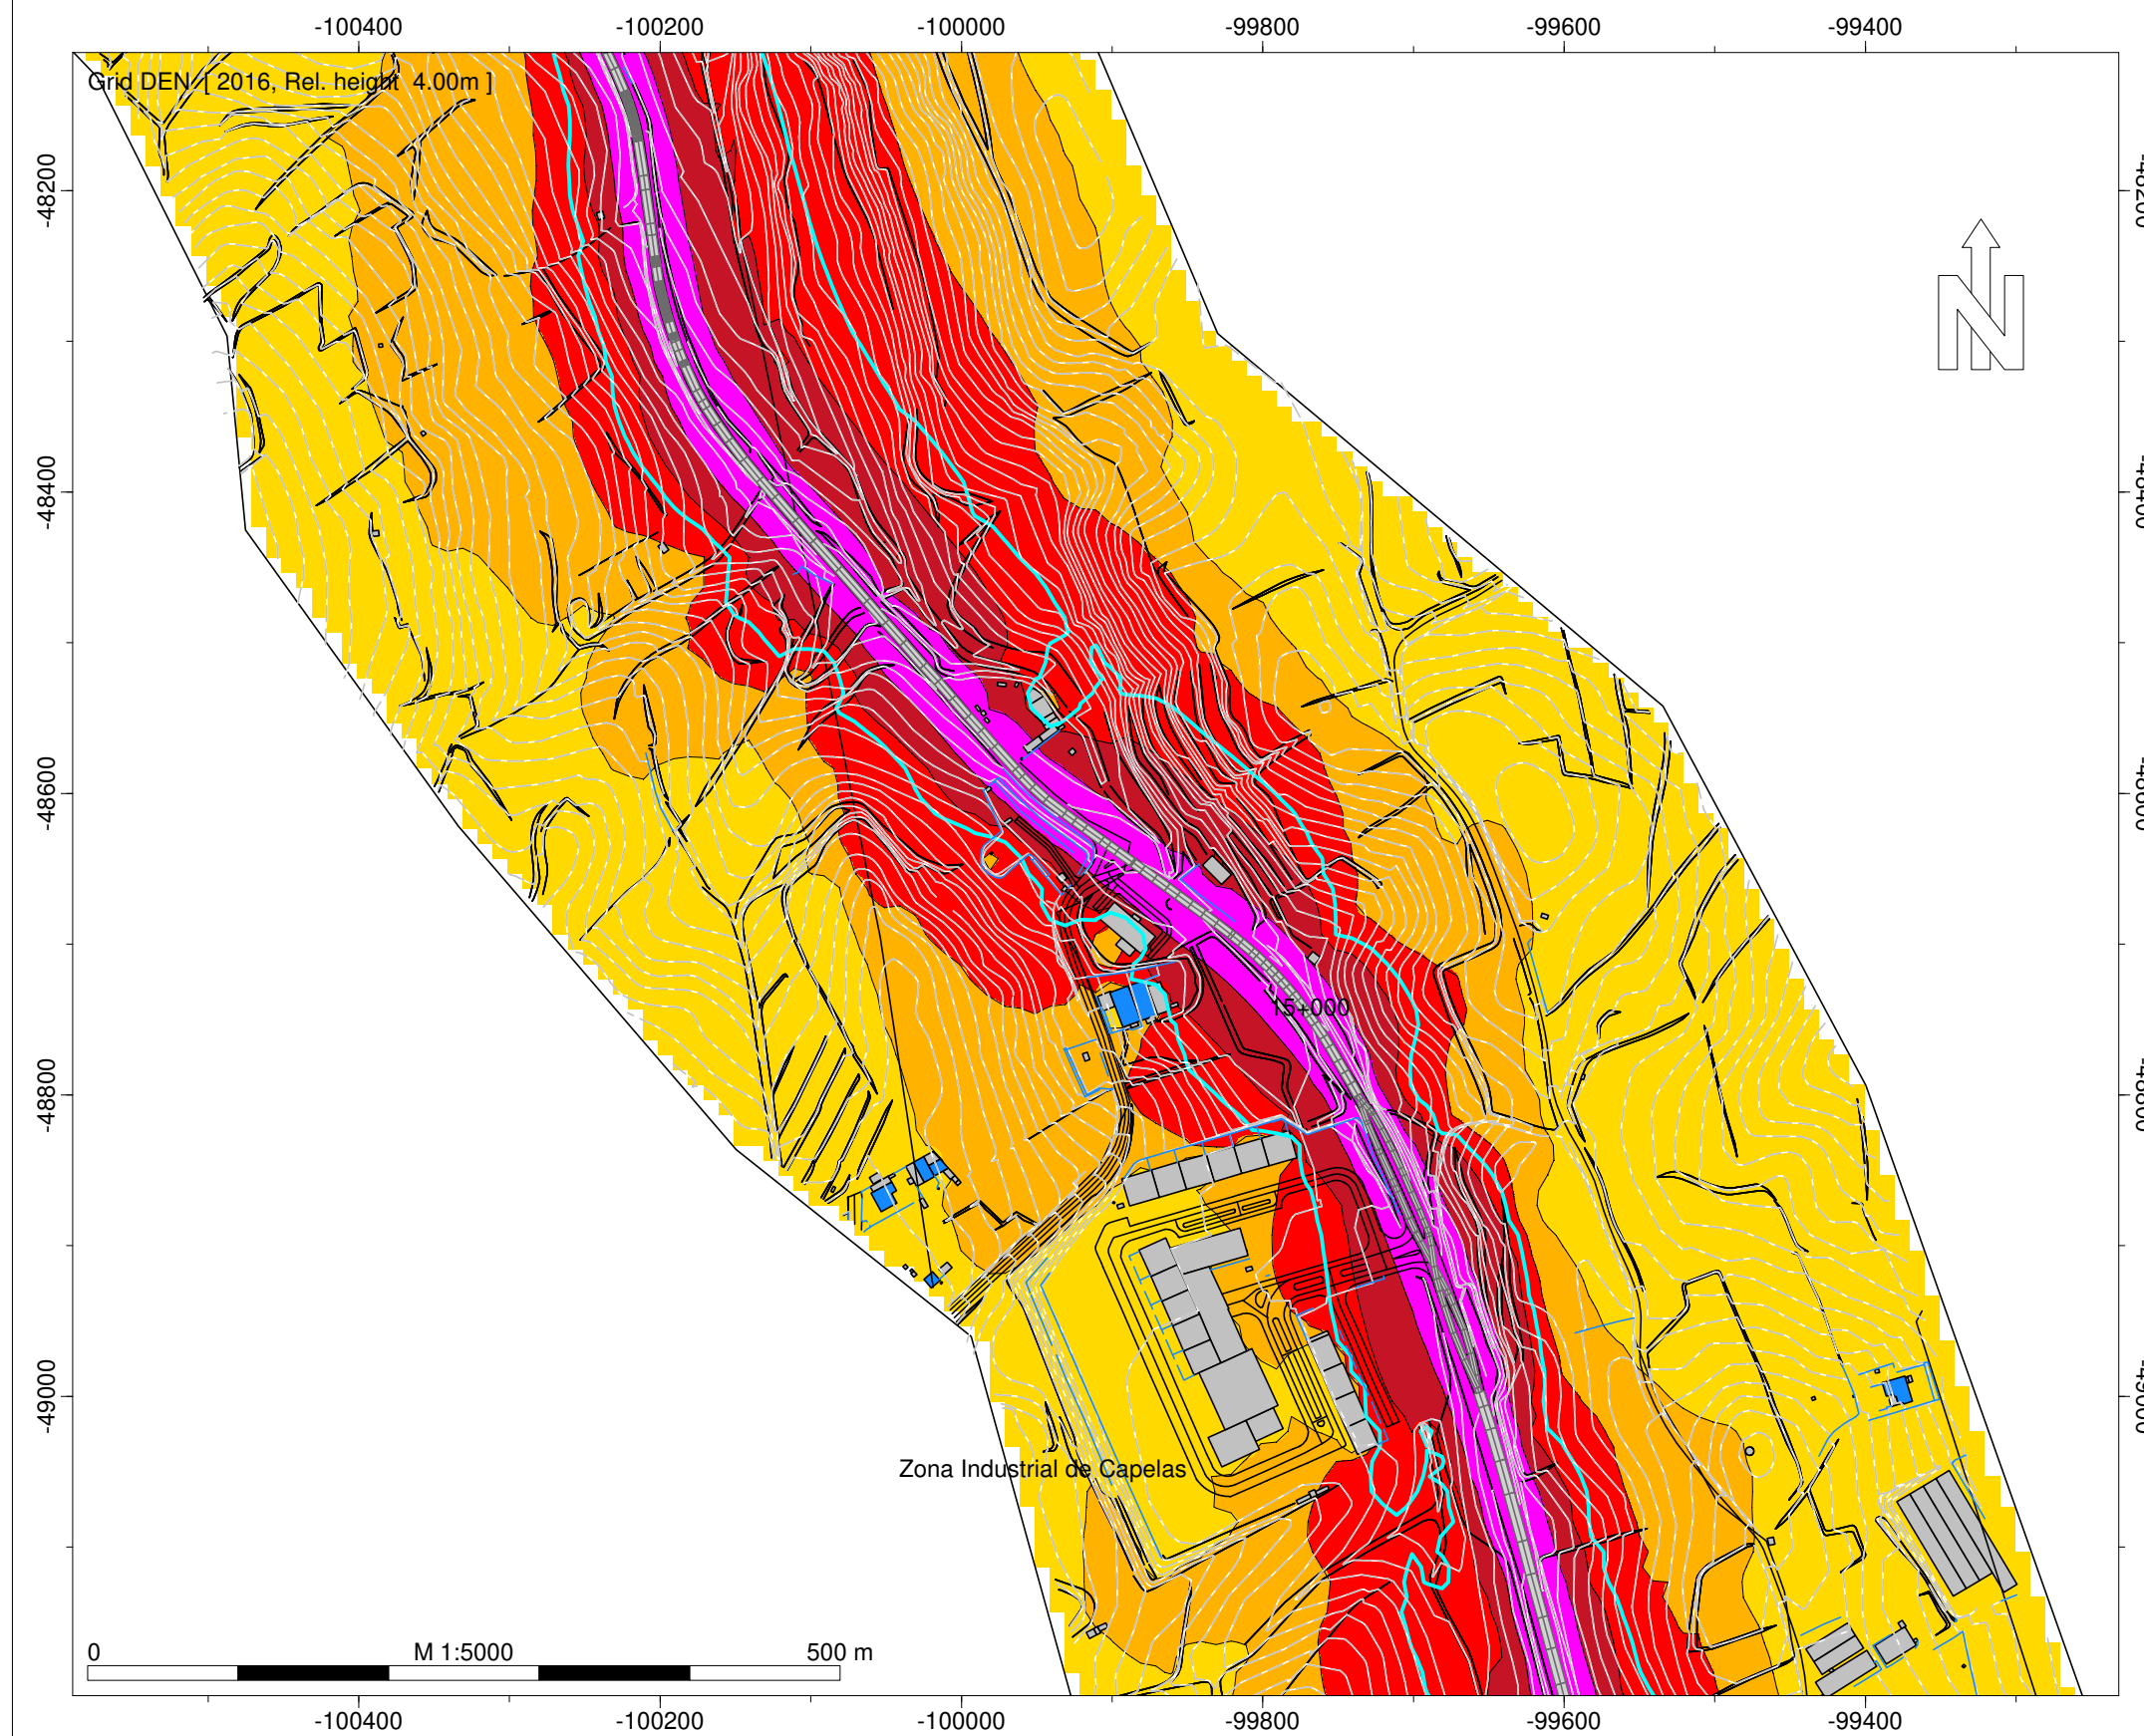 -100400 -100200 -100000 -99800 -99600 -99400
Grid DEN [ 2016, Rel. height 4.00m ]
-48200
-48400
-48600
-48800
-49000
N
15+000
Zona Industrial de Capelas
0 M 1:5000 500 m
-100400 -100200 -100000 -99800 -99600 -99400